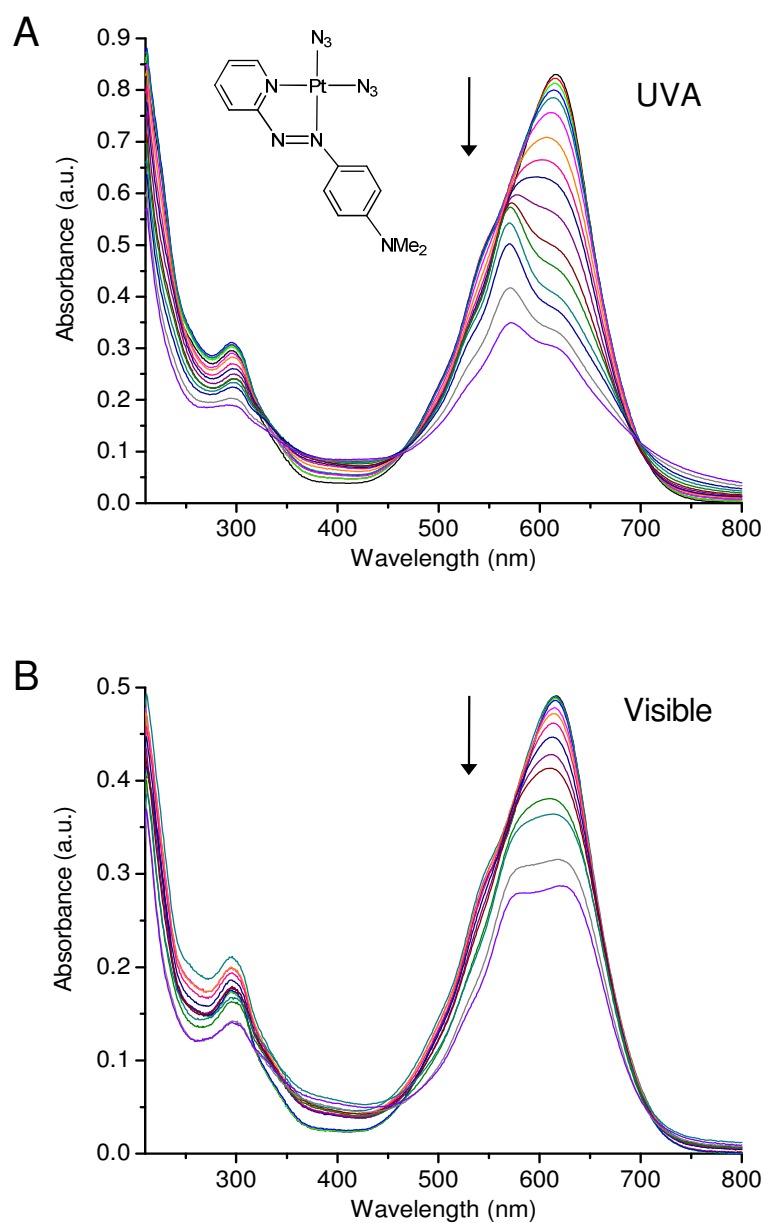 A
UVA
N3
N
Pt
N3
N=N
NMe2
0.9
0.8
0.7
0.6
0.5
0.4
0.3
0.2
0.1
0.0
Absorbance (a.u.)
300 400 500 600 700 800
Wavelength (nm)
B
Visible
0.5
0.4
0.3
0.2
0.1
0.0
Absorbance (a.u.)
300 400 500 600 700 800
Wavelength (nm)